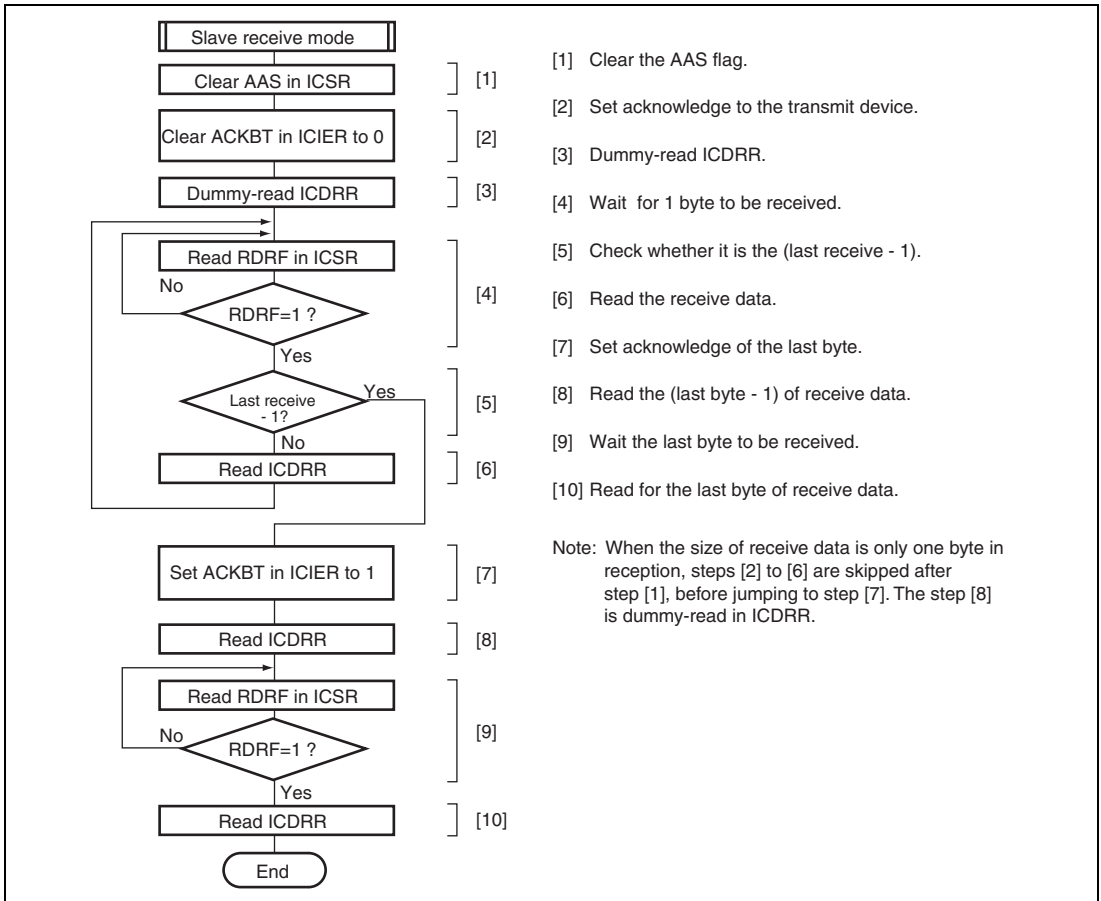 Slave receive mode
Clear AAS in ICSR
[1]
Clear ACKBT in ICIER to 0
[2]
Dummy-read ICDRR
[3]
Read RDRF in ICSR
No
RDRF=1 ?
[4]
Yes
Last receive
- 1?
Yes
[5]
No
Read ICDRR
[6]
Set ACKBT in ICIER to 1
[7]
Read ICDRR
[8]
Read RDRF in ICSR
No
RDRF=1 ?
[9]
Yes
Read ICDRR
[10]
End
[1] Clear the AAS flag.
[2] Set acknowledge to the transmit device.
[3] Dummy-read ICDRR.
[4] Wait for 1 byte to be received.
[5] Check whether it is the (last receive - 1).
[6] Read the receive data.
[7] Set acknowledge of the last byte.
[8] Read the (last byte - 1) of receive data.
[9] Wait the last byte to be received.
[10] Read for the last byte of receive data.
Note: When the size of receive data is only one byte in
reception, steps [2] to [6] are skipped after
step [1], before jumping to step [7]. The step [8]
is dummy-read in ICDRR.